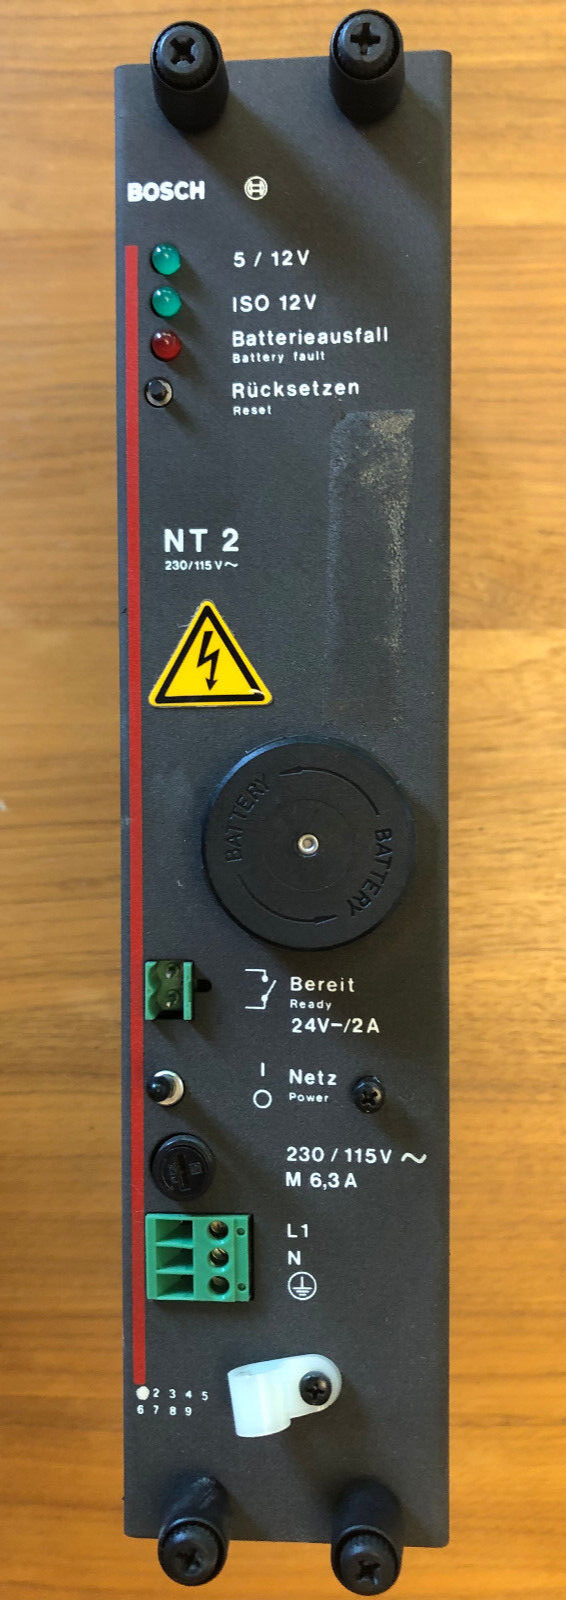 BOSCH
5 / 12 V
ISO 12V
Batterieausfall
Battery fault
Rücksetzen
Reset
NT 2
230/115 V~
BATTERY
BATTERY
Bereit
Ready
24V-/2A
I
Netz
O
Power
230 / 115V ~
M 6,3 A
L1
N
2 3 4 5
6 7 8 9